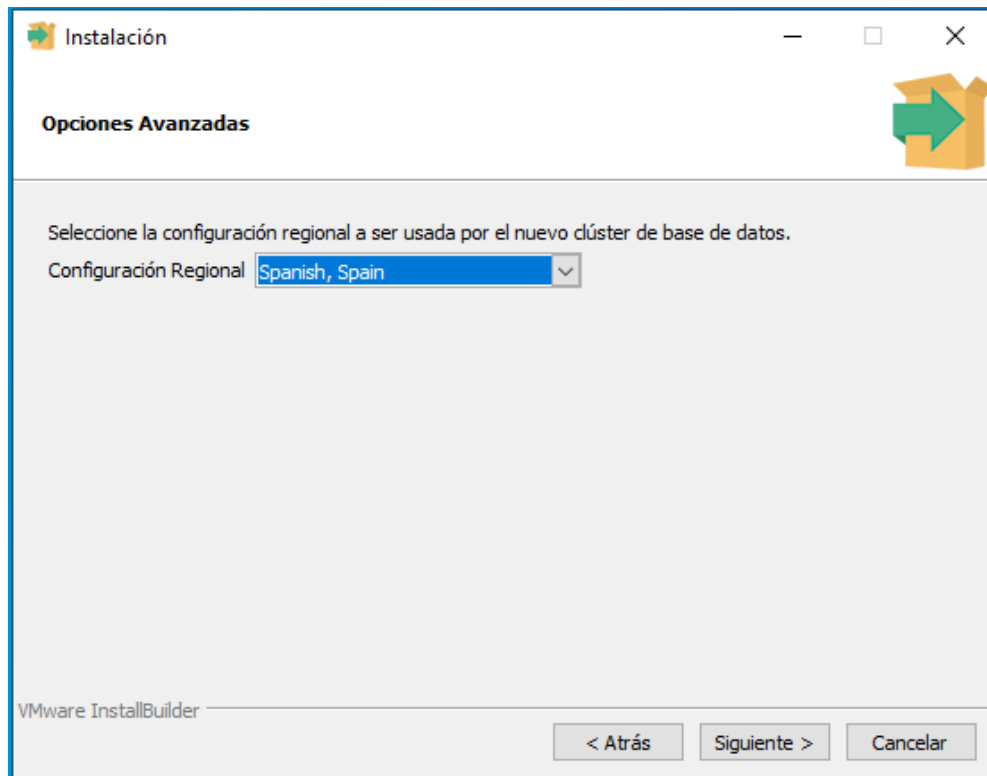 Instalación
Opciones Avanzadas
Seleccione la configuración regional a ser usada por el nuevo clúster de base de datos.
Configuración Regional Spanish, Spain
VMware InstallBuilder
< Atrás Siguiente > Cancelar